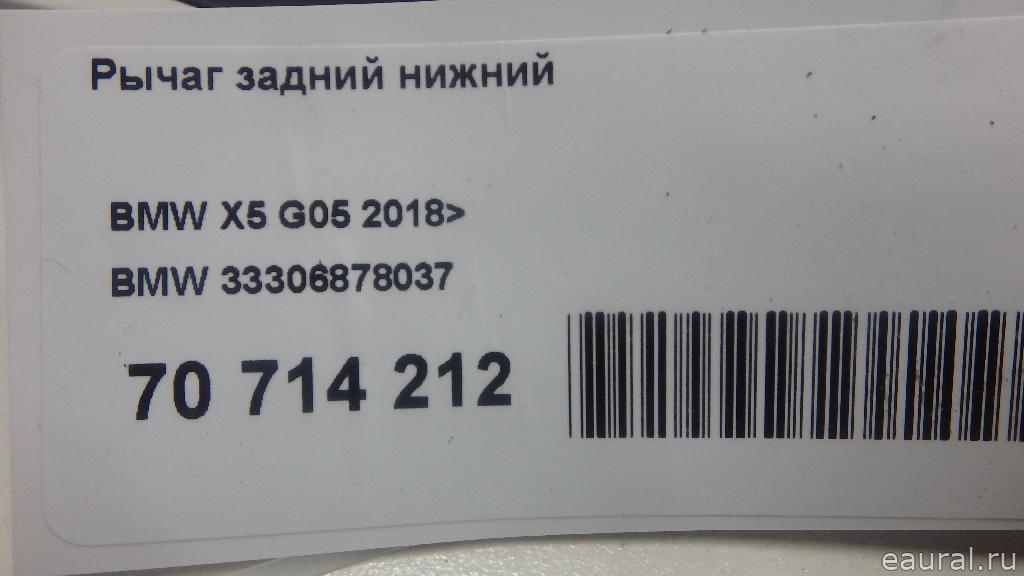 Рычаг задний нижний
BMW X5 G05 2018>
BMW 33306878037
70 714 212
eaural.ru